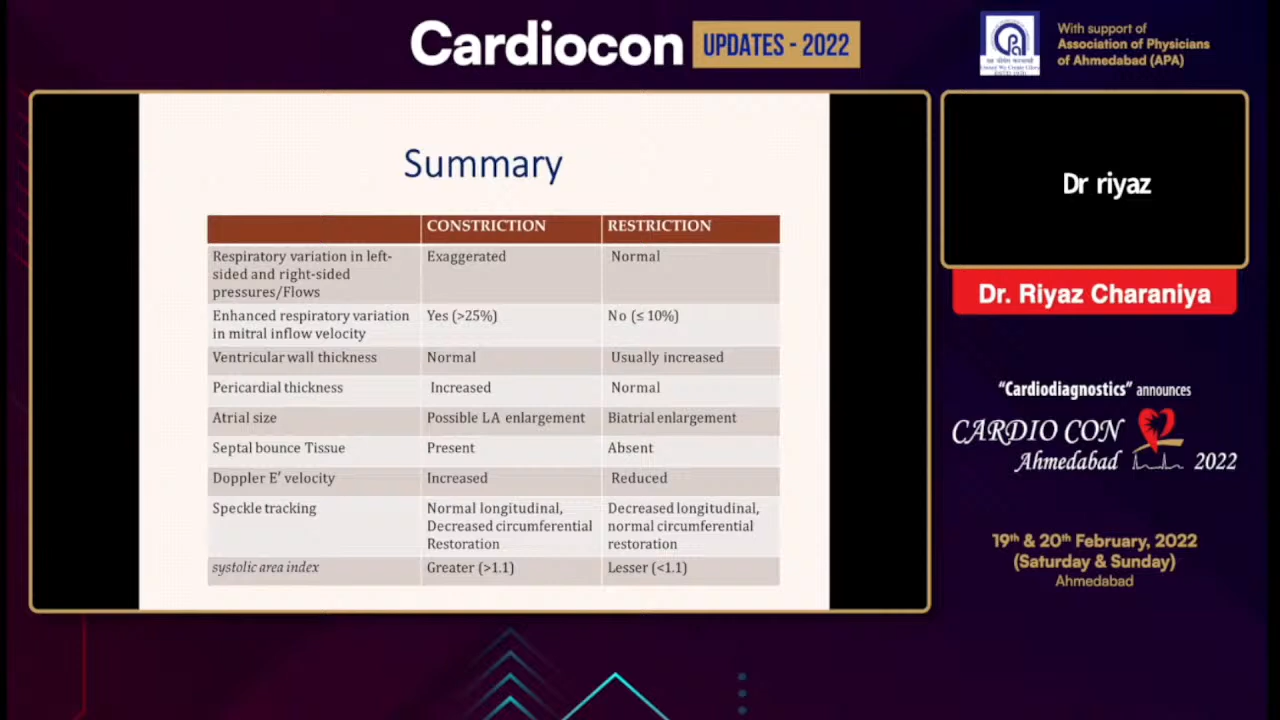 Cardiocon UPDATES - 2022
With support of
Association of Physicians
of Ahmedabad (APA)
Summary
CONSTRICTION RESTRICTION
Respiratory variation in left-
sided and right-sided
pressures/Flows
Exaggerated
Normal
Enhanced respiratory variation
in mitral inflow velocity
Yes (>25%)
No (≤ 10%)
Ventricular wall thickness Normal Usually increased
Pericardial thickness Increased Normal
Atrial size Possible LA enlargement Biatrial enlargement
Septal bounce Tissue Present Absent
Doppler E' velocity Increased Reduced
Speckle tracking
Normal longitudinal,
Decreased circumferential
Restoration
Decreased longitudinal,
normal circumferential
restoration
systolic area index Greater (>1.1) Lesser (<1.1)
Dr riyaz
Dr. Riyaz Charaniya
“Cardiodiagnostics” announces
CARDIO CON
Ahmedabad 2022
19th & 20th February, 2022
(Saturday & Sunday)
Ahmedabad